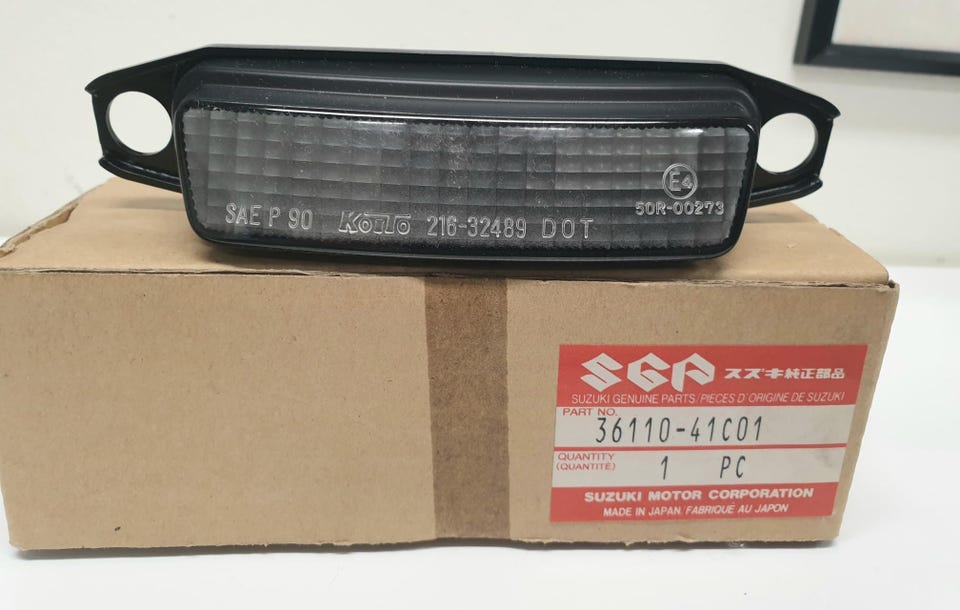 E4
50R-00273
SAE P 90 KOITO 216-32489 DOT
SGP スズキ純正部品
SUZUKI GENUINE PARTS/PIECES D'ORIGINE DE SUZUKI
PART NO.
36110-41C01
QUANTITY
(QUANTITÉ)
1 PC
SUZUKI MOTOR CORPORATION
MADE IN JAPAN, FABRIQUÉ AU JAPON